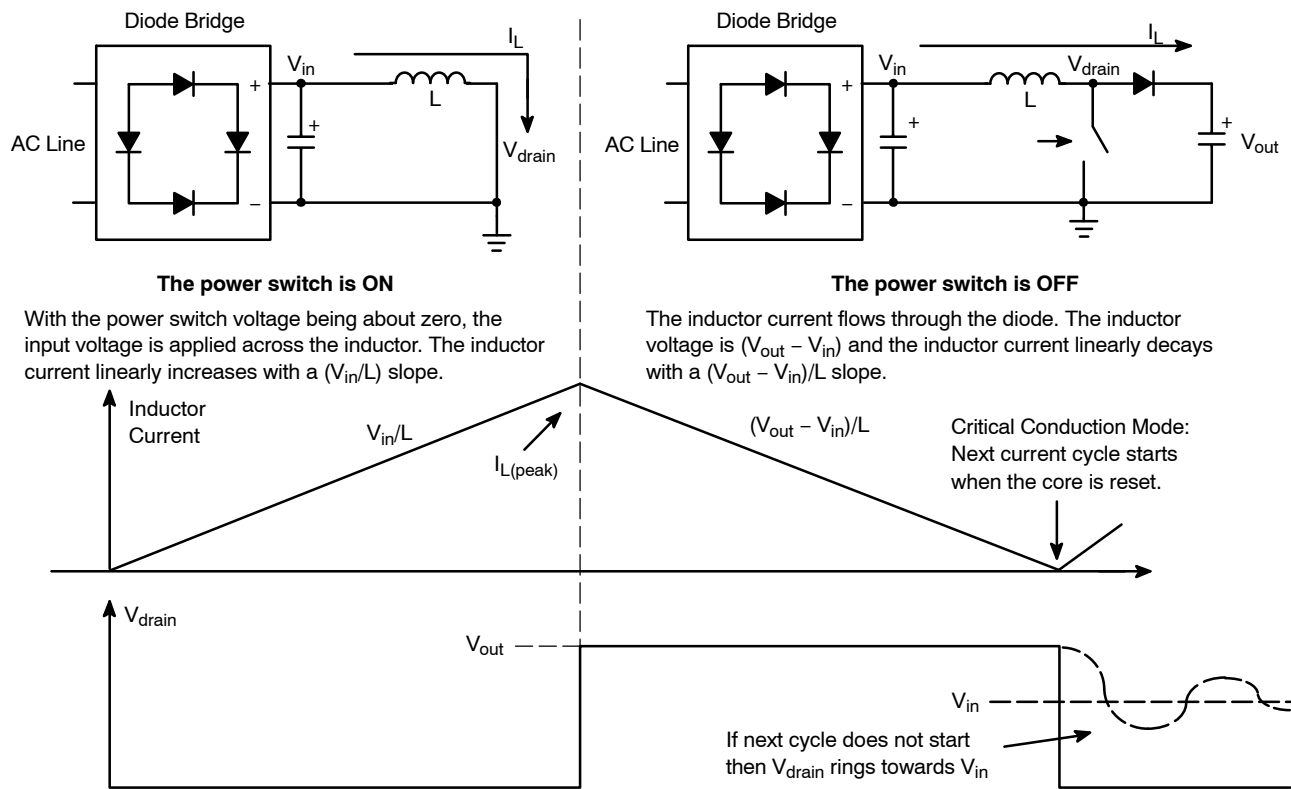 Diode Bridge
AC Line
+
−
V_in
+
I_L
L
V_drain
The power switch is ON
With the power switch voltage being about zero, the
input voltage is applied across the inductor. The inductor
current linearly increases with a (V_in/L) slope.
Diode Bridge
AC Line
+
−
V_in
+
I_L
L
V_drain
+
V_out
The power switch is OFF
The inductor current flows through the diode. The inductor
voltage is (V_out − V_in) and the inductor current linearly decays
with a (V_out − V_in)/L slope.
Inductor
Current
V_in/L
I_L(peak)
(V_out − V_in)/L
Critical Conduction Mode:
Next current cycle starts
when the core is reset.
V_drain
V_out
V_in
If next cycle does not start
then V_drain rings towards V_in